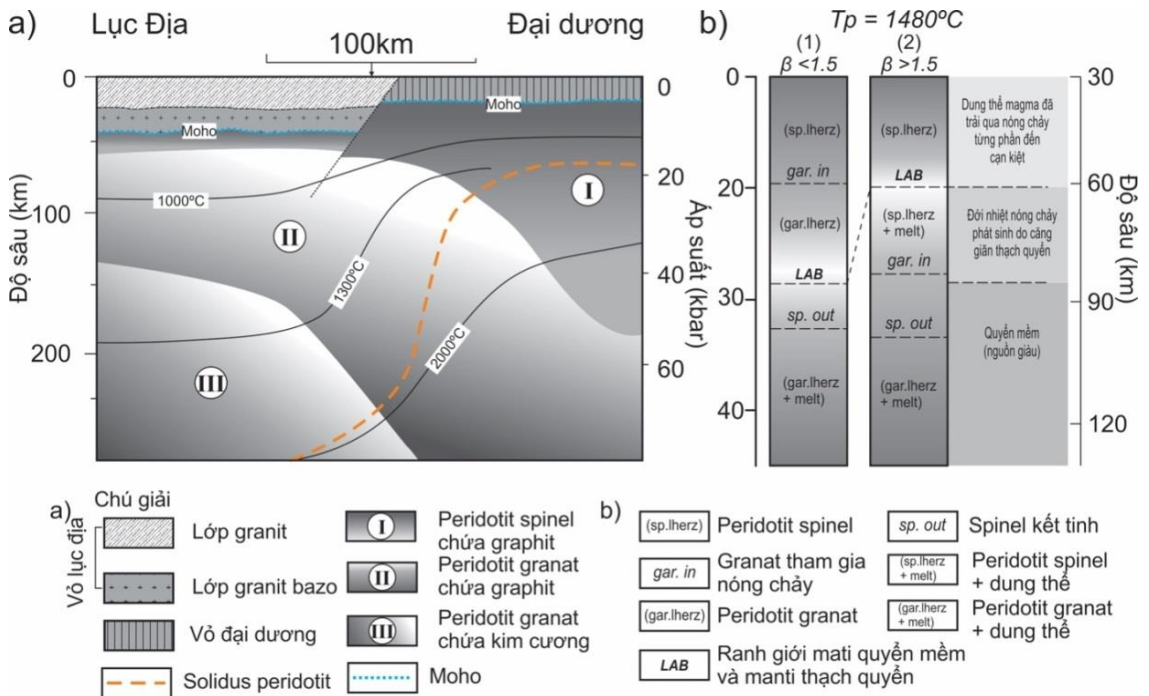 a)
Lục Địa
Đại dương
100km
0
100
200
Độ sâu (km)
Moho
Moho
1000ºC
1300ºC
2000ºC
I
II
III
0
20
40
60
Áp suất (kbar)
b)
Tp = 1480ºC
(1)
β <1.5
(2)
β >1.5
0
20
30
40
(sp.lherz)
gar. in
(gar.lherz)
LAB
sp. out
(gar.lherz
+ melt)
(sp.lherz)
LAB
(sp.lherz
+ melt)
gar. in
sp. out
(gar.lherz
+ melt)
Dung thể magma đã
trải qua nóng chảy
từng phần đến
cạn kiệt
Đới nhiệt nóng chảy
phát sinh do căng
giãn thạch quyển
Quyển mềm
(nguồn giàu)
30
60
90
120
Độ sâu (km)
a)
Chú giải
Vỏ lục địa
Lớp granit
Lớp granit bazo
Vỏ đại dương
Solidus peridotit
I
Peridotit spinel
chứa graphit
II
Peridotit granat
chứa graphit
III
Peridotit granat
chứa kim cương
Moho
b)
(sp.lherz)
Peridotit spinel
gar. in
Granat tham gia
nóng chảy
(gar.lherz)
Peridotit granat
LAB
Ranh giới mati quyển mềm
và manti thạch quyển
sp. out
Spinel kết tinh
(sp.lherz
+ melt)
Peridotit spinel
+ dung thể
(gar.lherz
+ melt)
Peridotit granat
+ dung thể